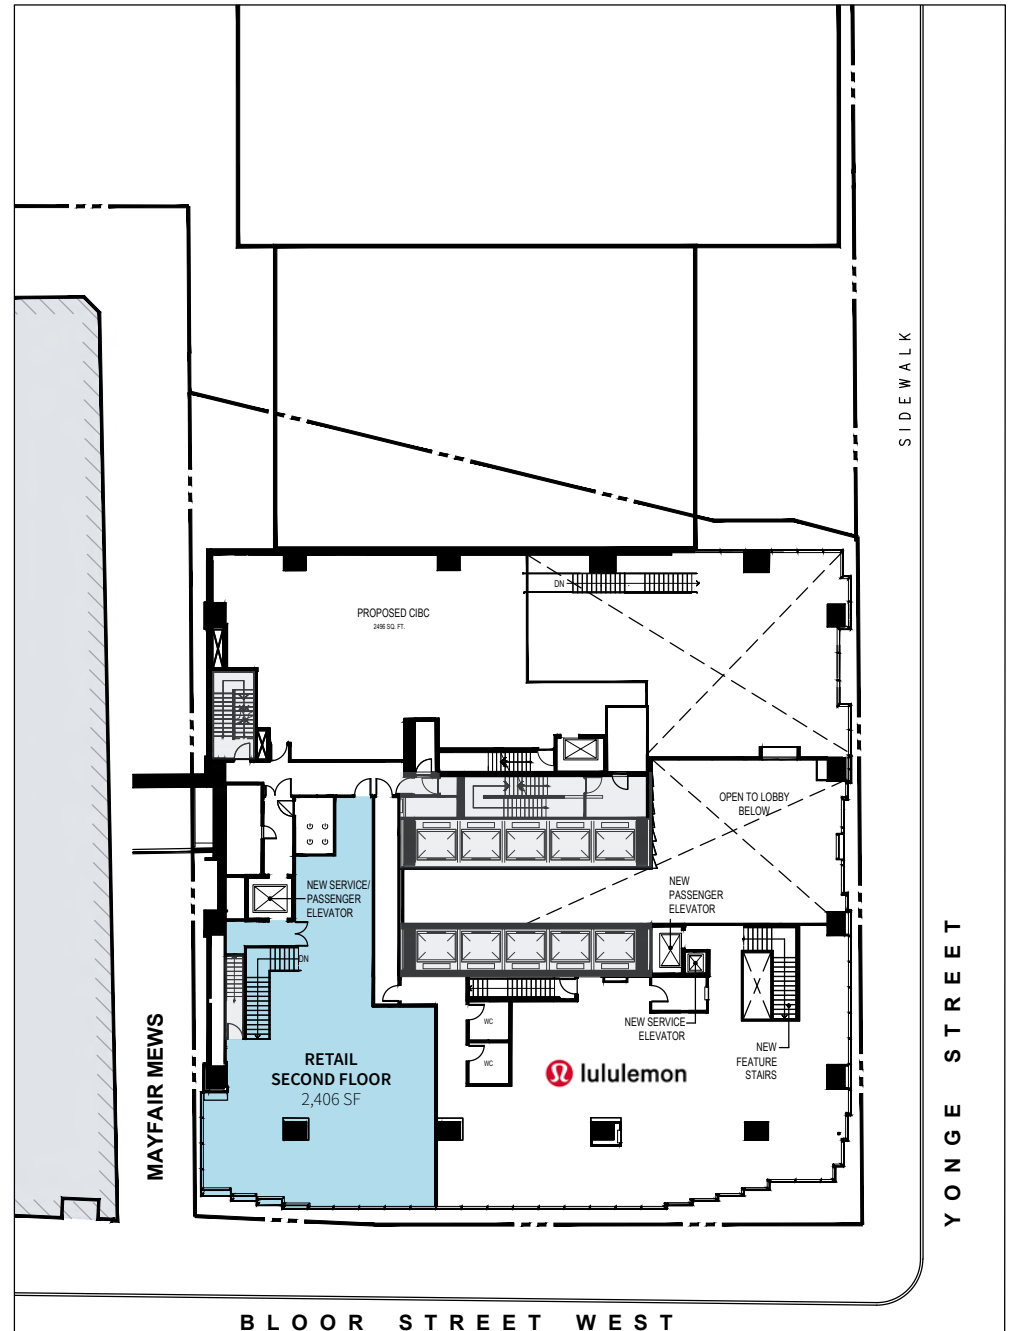 SIDEWALK
DN
PROPOSED CIBC
2496 SQ. FT.
OPEN TO LOBBY
BELOW
NEW SERVICE/
PASSENGER
ELEVATOR
NEW
PASSENGER
ELEVATOR
DN
WC
WC
NEW SERVICE
ELEVATOR
NEW
FEATURE
STAIRS
RETAIL
SECOND FLOOR
2,406 SF
lululemon
MAYFAIR MEWS
YONGE STREET
BLOOR STREET WEST